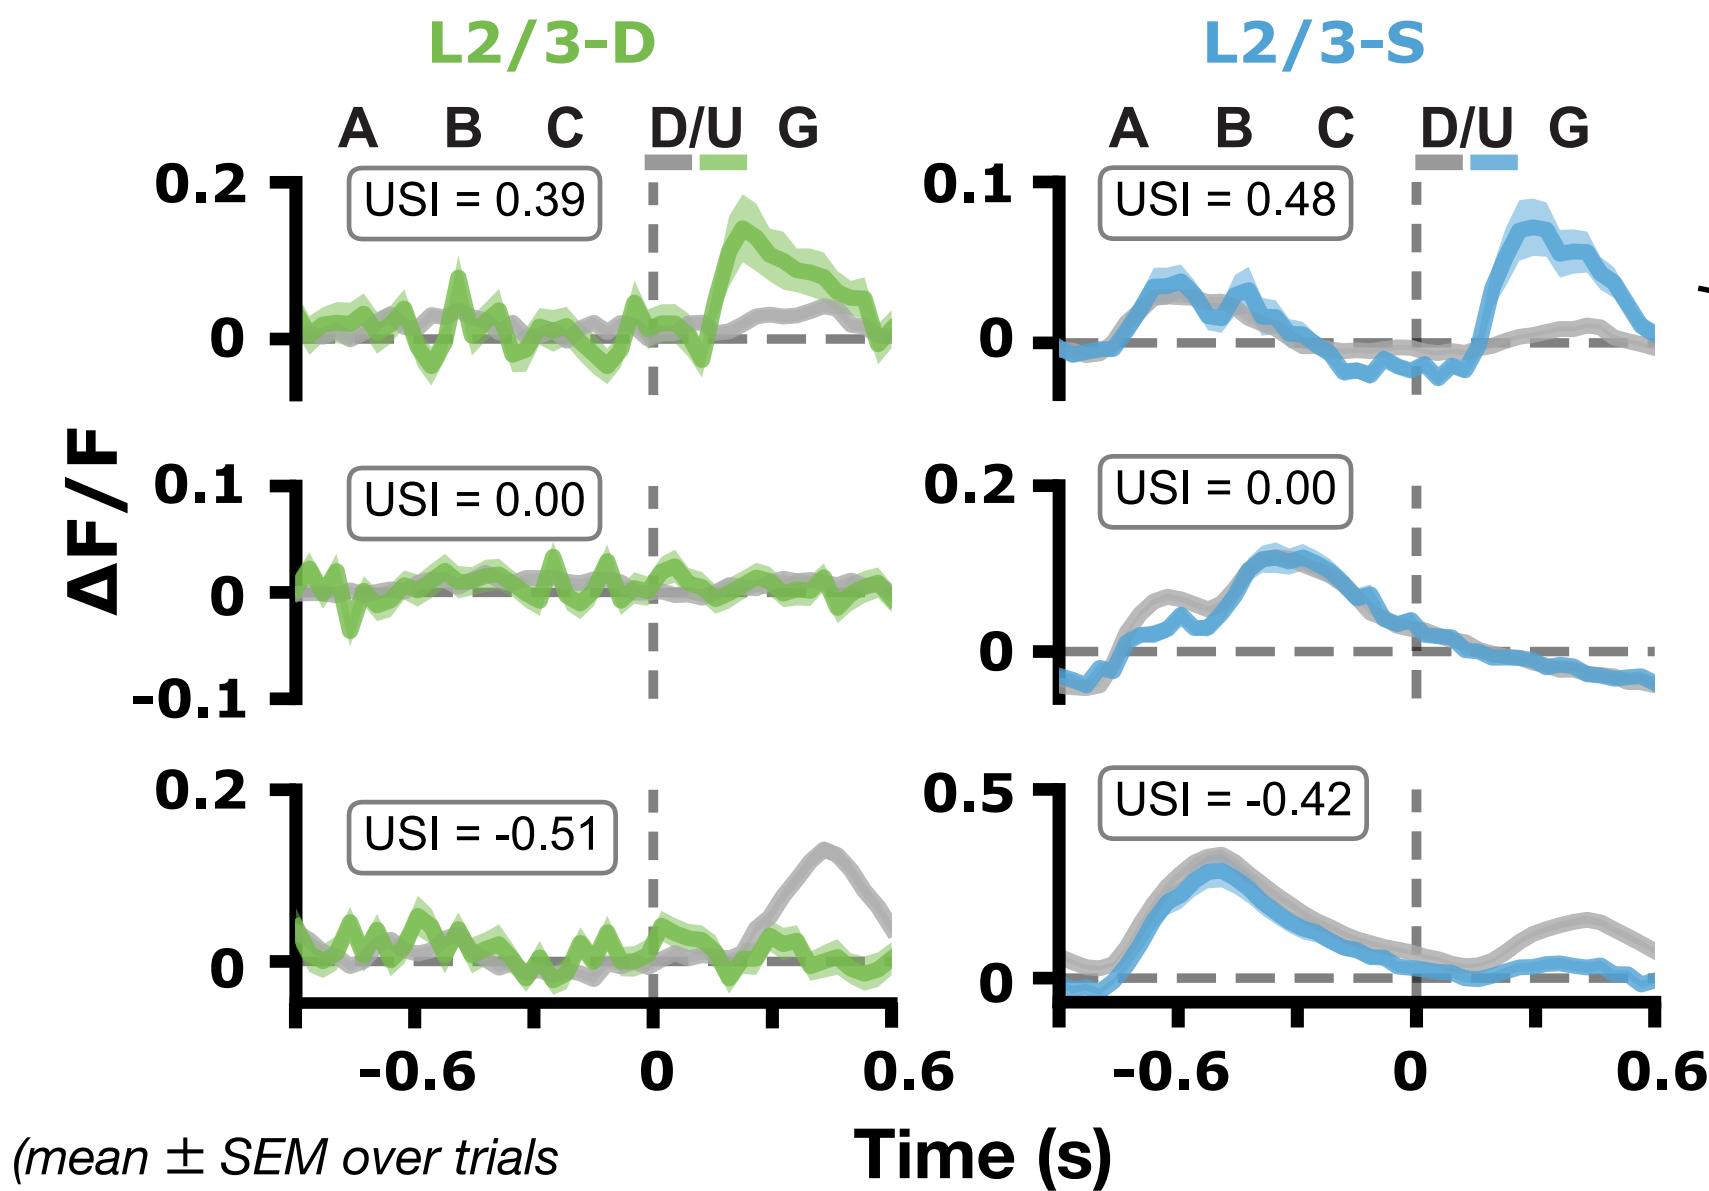 L2/3-D L2/3-S
A B C D/U G A B C D/U G
0.2 USI = 0.39 0.1 USI = 0.48
0 0
ΔF/F
0.1 USI = 0.00 0.2 USI = 0.00
0 0
-0.1
0.2 USI = -0.51 0.5 USI = -0.42
0 0
-0.6 0 0.6 -0.6 0 0.6
(mean ± SEM over trials Time (s)